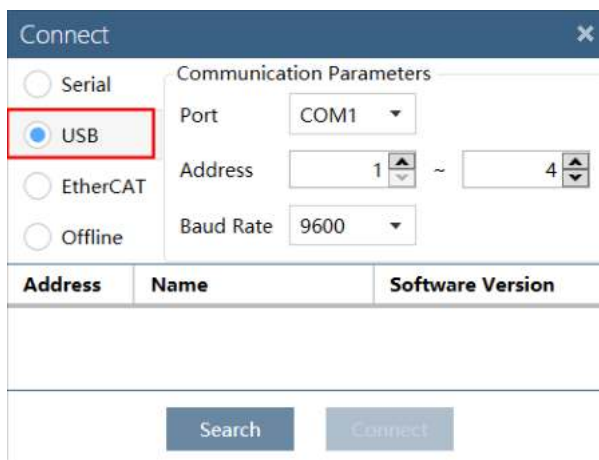 Connect
Serial
USB
EtherCAT
Offline
Communication Parameters
Port COM1
Address 1 ~ 4
Baud Rate 9600
Address Name Software Version
Search Connect